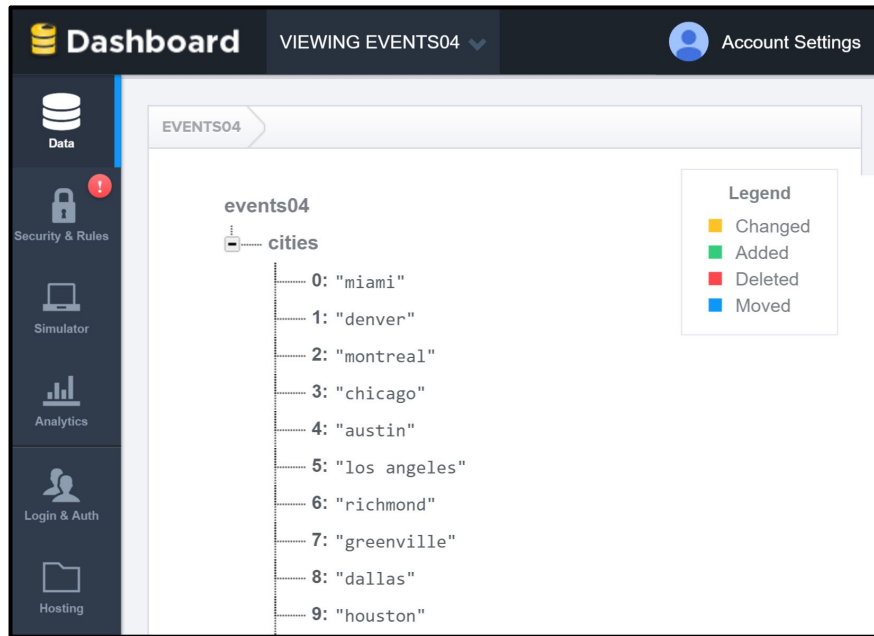 Dashboard VIEWING EVENTS04 Account Settings
Data
!
Security & Rules
Simulator
Analytics
Login & Auth
Hosting
EVENTS04
events04
cities
0: "miami"
1: "denver"
2: "montreal"
3: "chicago"
4: "austin"
5: "los angeles"
6: "richmond"
7: "greenville"
8: "dallas"
9: "houston"
Legend
Changed
Added
Deleted
Moved